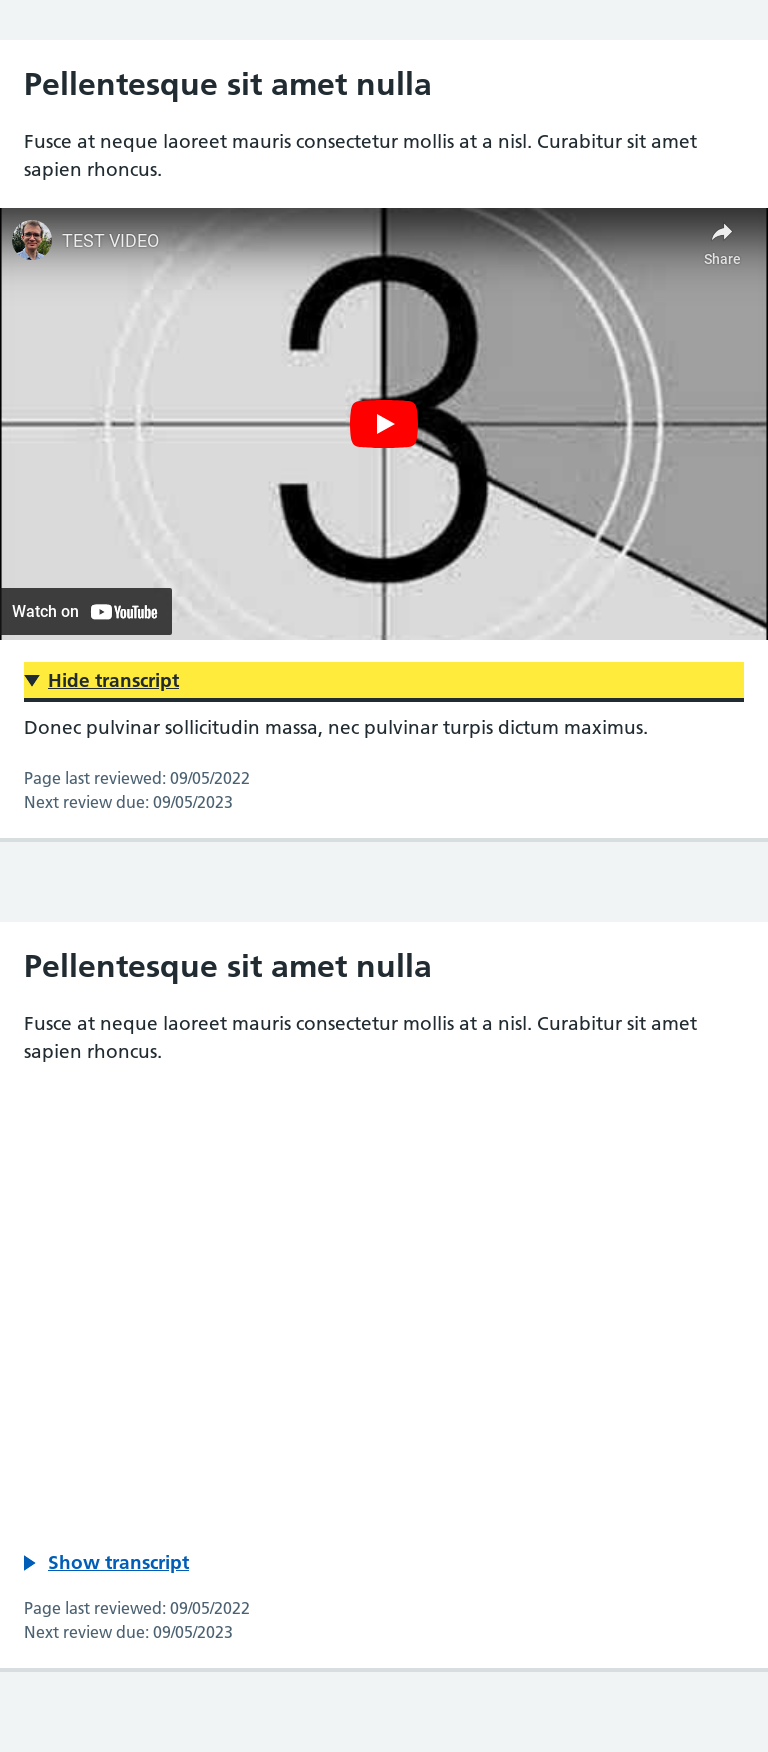 Pellentesque sit amet nulla
Fusce at neque laoreet mauris consectetur mollis at a nisl. Curabitur sit amet
sapien rhoncus.
TEST VIDEO
Share
3
Watch on YouTube
Hide transcript
Donec pulvinar sollicitudin massa, nec pulvinar turpis dictum maximus.
Page last reviewed: 09/05/2022
Next review due: 09/05/2023
Pellentesque sit amet nulla
Fusce at neque laoreet mauris consectetur mollis at a nisl. Curabitur sit amet
sapien rhoncus.
Show transcript
Page last reviewed: 09/05/2022
Next review due: 09/05/2023